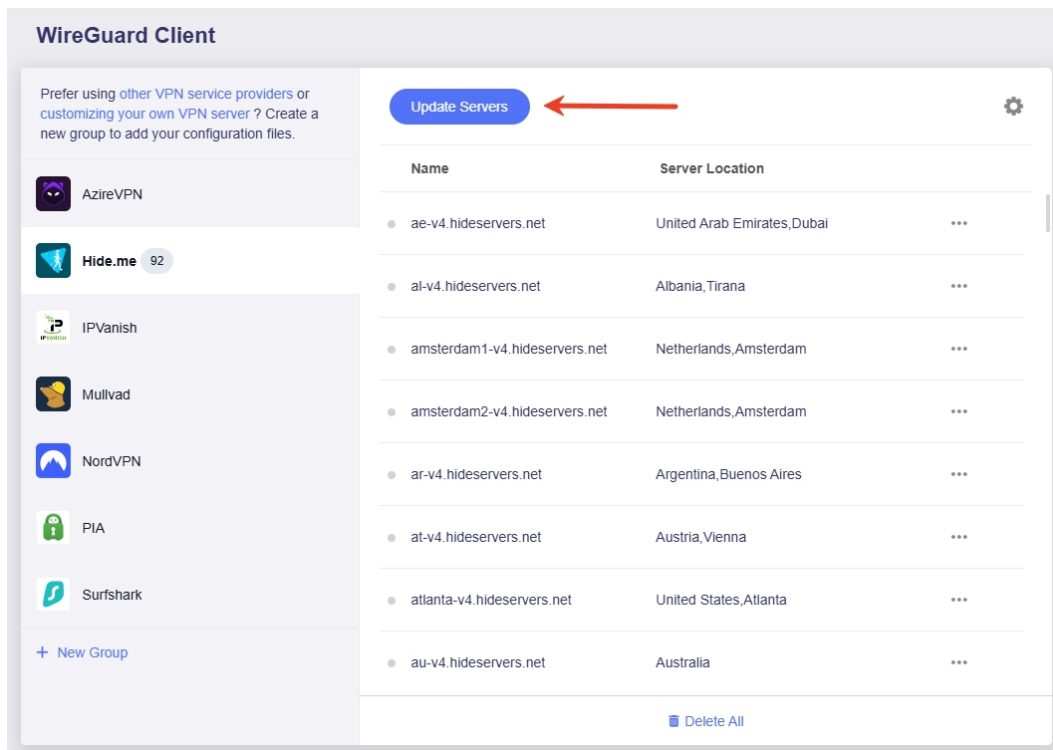 WireGuard Client
Prefer using other VPN service providers or
customizing your own VPN server ? Create a
new group to add your configuration files.
AzireVPN
Hide.me 92
IPVanish
IPVANISH
Mullvad
NordVPN
PIA
Surfshark
+ New Group
Update Servers
Name Server Location
ae-v4.hideservers.net United Arab Emirates,Dubai
al-v4.hideservers.net Albania,Tirana
amsterdam1-v4.hideservers.net Netherlands,Amsterdam
amsterdam2-v4.hideservers.net Netherlands,Amsterdam
ar-v4.hideservers.net Argentina,Buenos Aires
at-v4.hideservers.net Austria,Vienna
atlanta-v4.hideservers.net United States,Atlanta
au-v4.hideservers.net Australia
Delete All